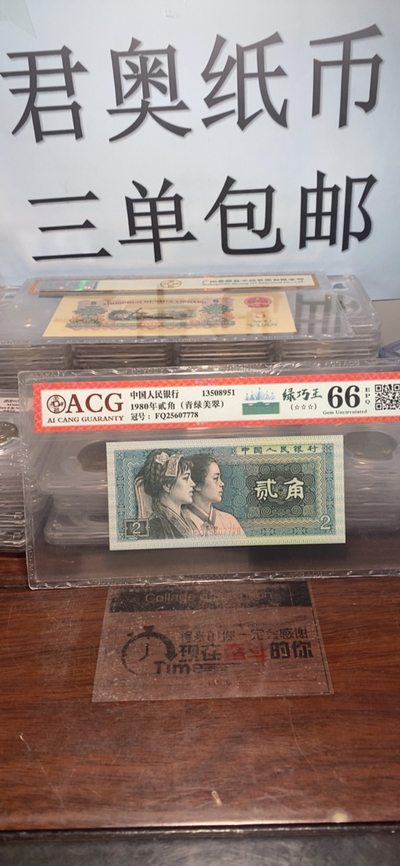 君奥纸币
三单包邮
ACG
AI CANG GUARANTY
中国人民银行 13508951
1980年贰角（青绿美翠）
冠号：FQ25607778
绿巧王
(☆☆☆)
66 EPQ
Gem Uncirculated
中国人民银行
贰角
2
2
现在 的你
Time